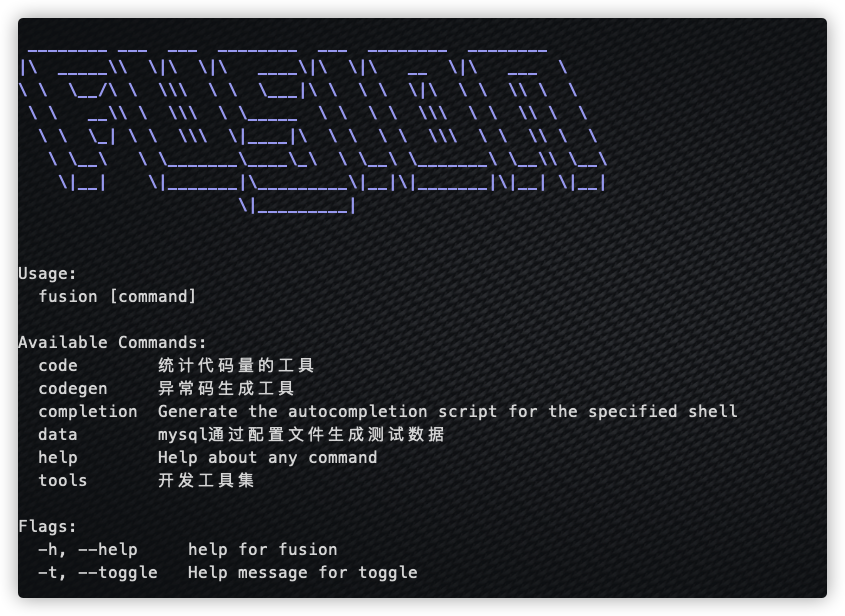 FUSION
Usage:
fusion [command]
Available Commands:
code 统计代码量的工具
codegen 异常码生成工具
completion Generate the autocompletion script for the specified shell
data mysql通过配置文件生成测试数据
help Help about any command
tools 开发工具集
Flags:
-h, --help help for fusion
-t, --toggle Help message for toggle